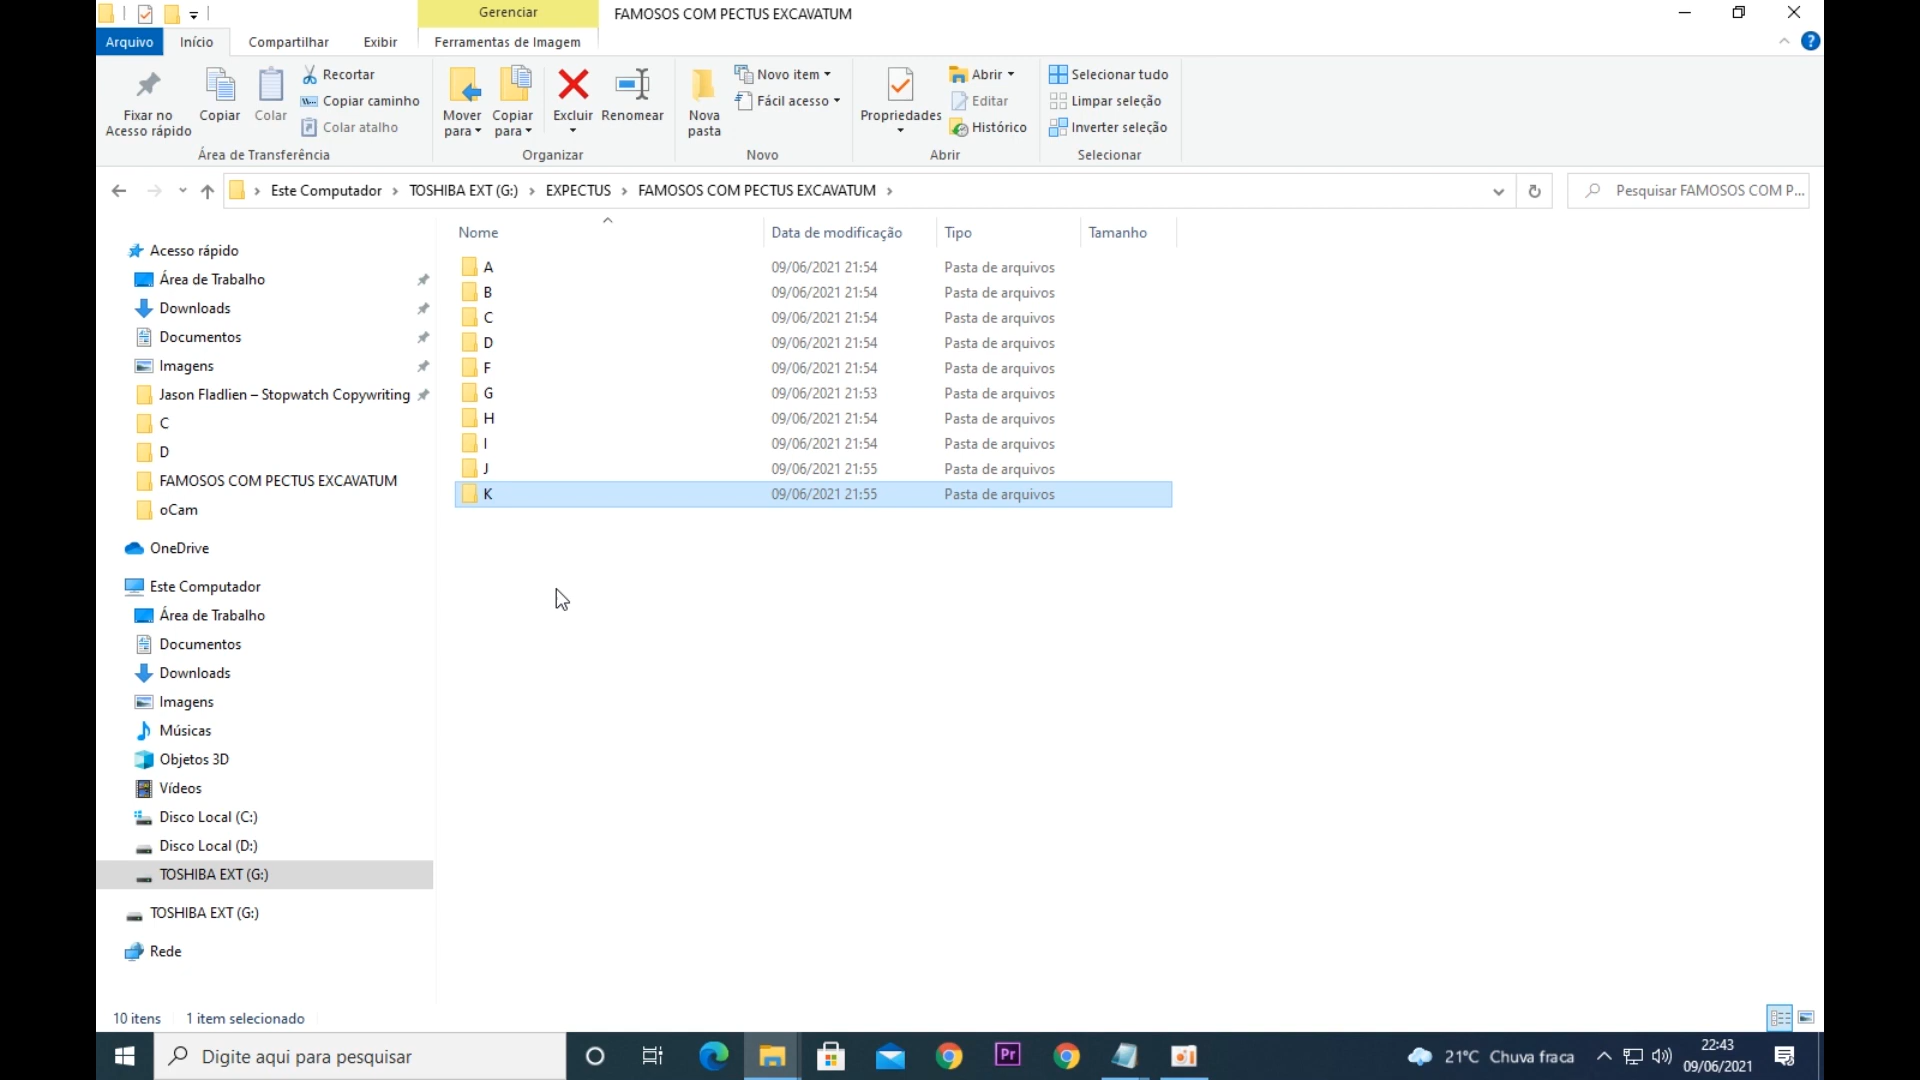 Gerenciar
FAMOSOS COM PECTUS EXCAVATUM
Arquivo
Início
Compartilhar
Exibir
Ferramentas de Imagem
?
Fixar no
Acesso rápido
Copiar
Colar
Recortar
Copiar caminho
Colar atalho
Área de Transferência
Mover
para
Copiar
para
Excluir
Renomear
Organizar
Nova
pasta
Novo item
Fácil acesso
Novo
Propriedades
Abrir
Editar
Histórico
Abrir
Selecionar tudo
Limpar seleção
Inverter seleção
Selecionar
Este Computador > TOSHIBA EXT (G:) > EXPECTUS > FAMOSOS COM PECTUS EXCAVATUM >
Pesquisar FAMOSOS COM P...
Acesso rápido
Área de Trabalho
Downloads
Documentos
Imagens
Jason Fladlien – Stopwatch Copywriting
C
D
FAMOSOS COM PECTUS EXCAVATUM
oCam
OneDrive
Este Computador
Área de Trabalho
Documentos
Downloads
Imagens
Músicas
Objetos 3D
Vídeos
Disco Local (C:)
Disco Local (D:)
TOSHIBA EXT (G:)
TOSHIBA EXT (G:)
Rede
Nome Data de modificação Tipo Tamanho
A 09/06/2021 21:54 Pasta de arquivos
B 09/06/2021 21:54 Pasta de arquivos
C 09/06/2021 21:54 Pasta de arquivos
D 09/06/2021 21:54 Pasta de arquivos
F 09/06/2021 21:54 Pasta de arquivos
G 09/06/2021 21:53 Pasta de arquivos
H 09/06/2021 21:54 Pasta de arquivos
I 09/06/2021 21:54 Pasta de arquivos
J 09/06/2021 21:55 Pasta de arquivos
K 09/06/2021 21:55 Pasta de arquivos
10 itens 1 item selecionado
Digite aqui para pesquisar
Pr
21°C Chuva fraca
22:43
09/06/2021